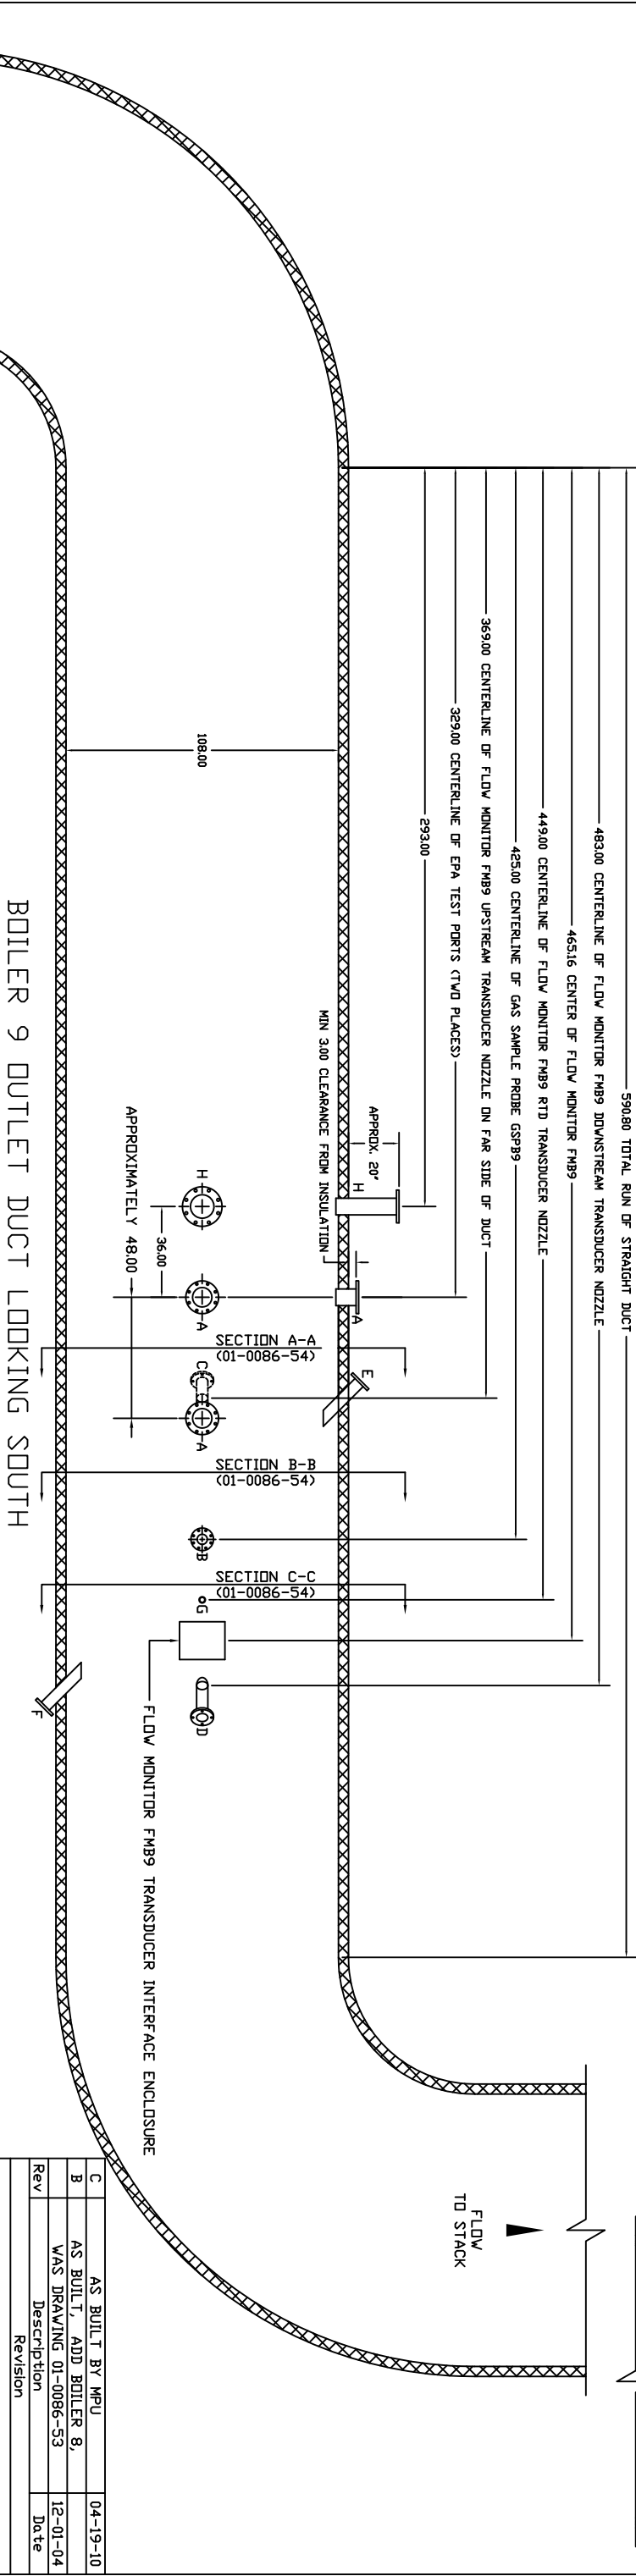 590.80 TOTAL RUN OF STRAIGHT DUCT
483.00 CENTERLINE OF FLOW MONITOR FMB9 DOWNSTREAM TRANSDUCER NOZZLE
465.16 CENTER OF FLOW MONITOR FMB9
449.00 CENTERLINE OF FLOW MONITOR FMB9 RTD TRANSDUCER NOZZLE
425.00 CENTERLINE OF GAS SAMPLE PROBE GSPB9
369.00 CENTERLINE OF FLOW MONITOR FMB9 UPSTREAM TRANSDUCER NOZZLE ON FAR SIDE OF DUCT
329.00 CENTERLINE OF EPA TEST PORTS (TWO PLACES)
293.00
FLOW
TO STACK
APPROX. 20"
H
A
E
MIN 3.00 CLEARANCE FROM INSULATION
108.00
SECTION A-A
(01-0086-54)
SECTION B-B
(01-0086-54)
SECTION C-C
(01-0086-54)
H
A
C
A
B
G
D
36.00
APPROXIMATELY 48.00
FLOW MONITOR FMB9 TRANSDUCER INTERFACE ENCLOSURE
F
BOILER 9 OUTLET DUCT LOOKING SOUTH
C AS BUILT BY MPU 04-19-10
B AS BUILT, ADD BOILER 8,
WAS DRAWING 01-0086-53 12-01-04
Rev Description Date
Revision